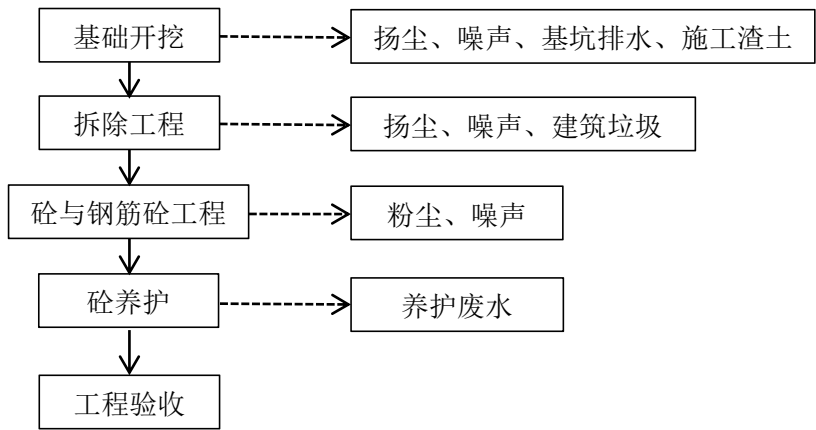 基础开挖
扬尘、噪声、基坑排水、施工渣土
拆除工程
扬尘、噪声、建筑垃圾
砼与钢筋砼工程
粉尘、噪声
砼养护
养护废水
工程验收